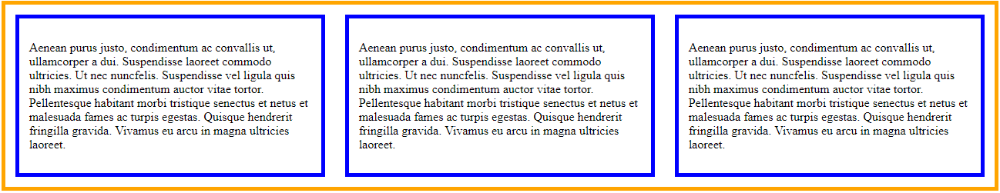 Aenean purus justo, condimentum ac convallis ut,
ullamcorper a dui. Suspendisse laoreet commodo
ultricies. Ut nec nuncfelis. Suspendisse vel ligula quis
nibh maximus condimentum auctor vitae tortor.
Pellentesque habitant morbi tristique senectus et netus et
malesuada fames ac turpis egestas. Quisque hendrerit
fringilla gravida. Vivamus eu arcu in magna ultricies
laoreet.
Aenean purus justo, condimentum ac convallis ut,
ullamcorper a dui. Suspendisse laoreet commodo
ultricies. Ut nec nuncfelis. Suspendisse vel ligula quis
nibh maximus condimentum auctor vitae tortor.
Pellentesque habitant morbi tristique senectus et netus et
malesuada fames ac turpis egestas. Quisque hendrerit
fringilla gravida. Vivamus eu arcu in magna ultricies
laoreet.
Aenean purus justo, condimentum ac convallis ut,
ullamcorper a dui. Suspendisse laoreet commodo
ultricies. Ut nec nuncfelis. Suspendisse vel ligula quis
nibh maximus condimentum auctor vitae tortor.
Pellentesque habitant morbi tristique senectus et netus et
malesuada fames ac turpis egestas. Quisque hendrerit
fringilla gravida. Vivamus eu arcu in magna ultricies
laoreet.